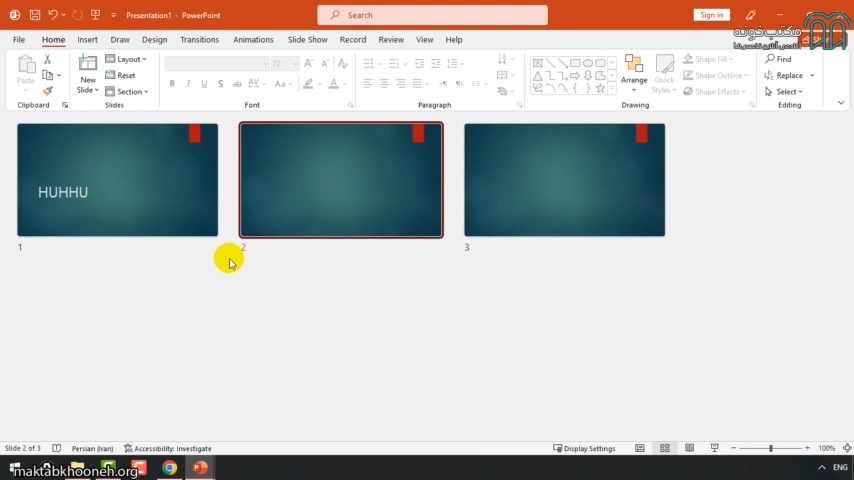 Presentation1 - PowerPoint
Search
Sign in
مکتب خونه
File Home Insert Draw Design Transitions Animations Slide Show Record Review View Help
Paste
Clipboard
New Slide
Layout
Reset
Section
Slides
72
Font
Paragraph
Arrange
Quick Styles
Shape Fill
Shape Outline
Shape Effects
Drawing
Find
Replace
Select
Editing
HUHHU
1
2
3
Slide 2 of 3
Persian (Iran)
Accessibility: Investigate
Display Settings
100%
maktabkhooneh.org
ENG